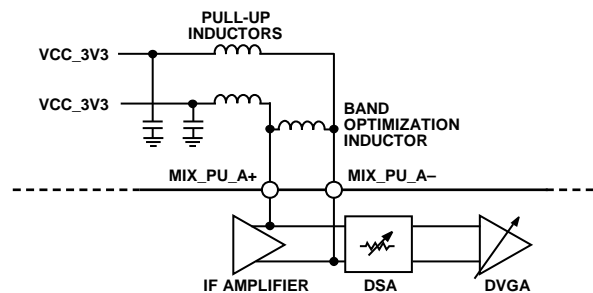 PULL-UP
INDUCTORS
VCC_3V3
VCC_3V3
BAND
OPTIMIZATION
INDUCTOR
MIX_PU_A+
MIX_PU_A–
IF AMPLIFIER
DSA
DVGA